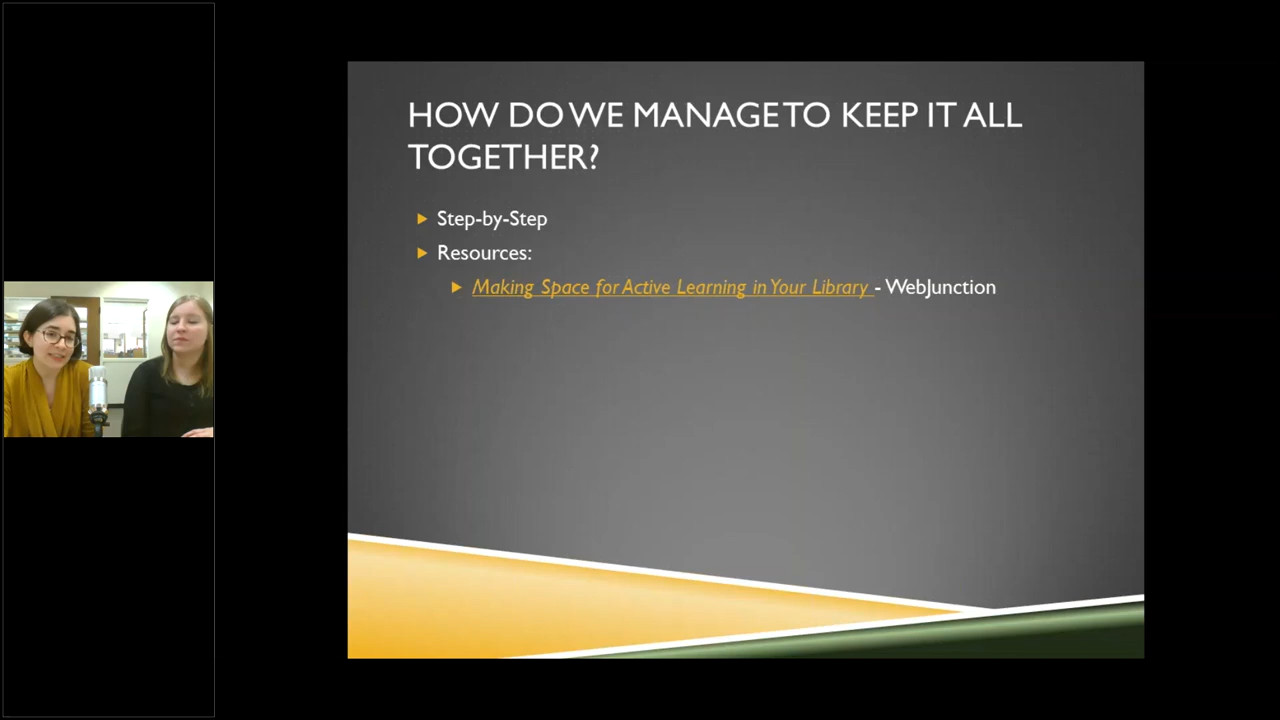 HOW DO WE MANAGE TO KEEP IT ALL
TOGETHER?
Step-by-Step
Resources:
Making Space for Active Learning in Your Library - WebJunction